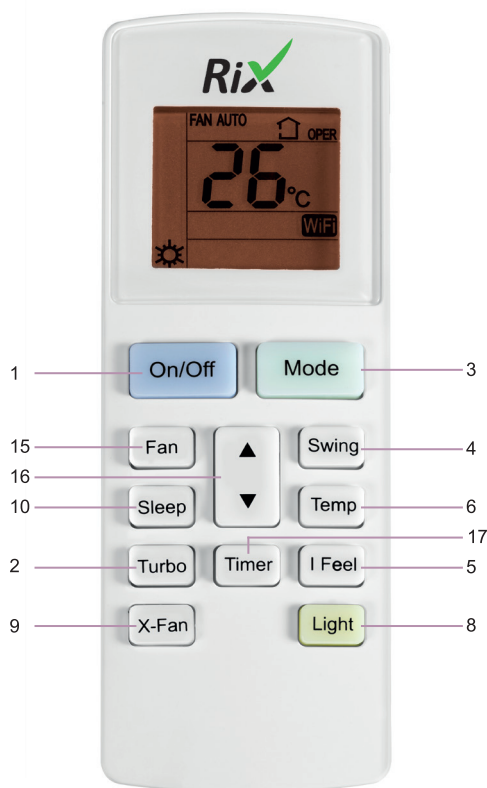 RiX
FAN AUTO
OPER
26°C
WiFi
1 On/Off Mode 3
15 Fan Swing 4
16 ▲
10 Sleep ▼ Temp 6
17
2 Turbo Timer I Feel 5
9 X-Fan Light 8